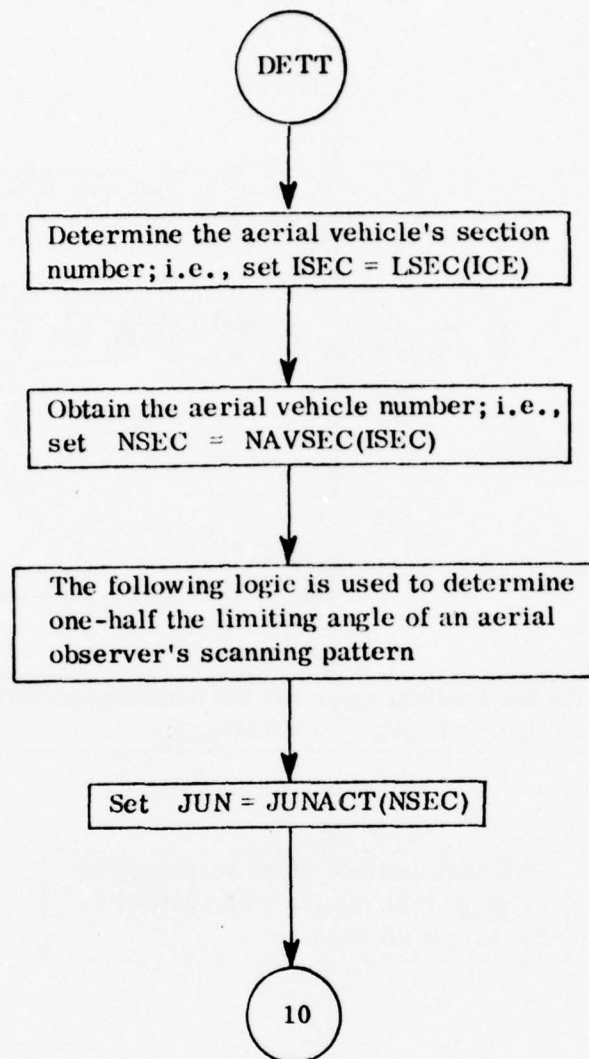 DETT
Determine the aerial vehicle's section
number; i.e., set ISEC = LSEC(ICE)
Obtain the aerial vehicle number; i.e.,
set NSEC = NAVSEC(ISEC)
The following logic is used to determine
one-half the limiting angle of an aerial
observer's scanning pattern
Set JUN = JUNACT(NSEC)
10